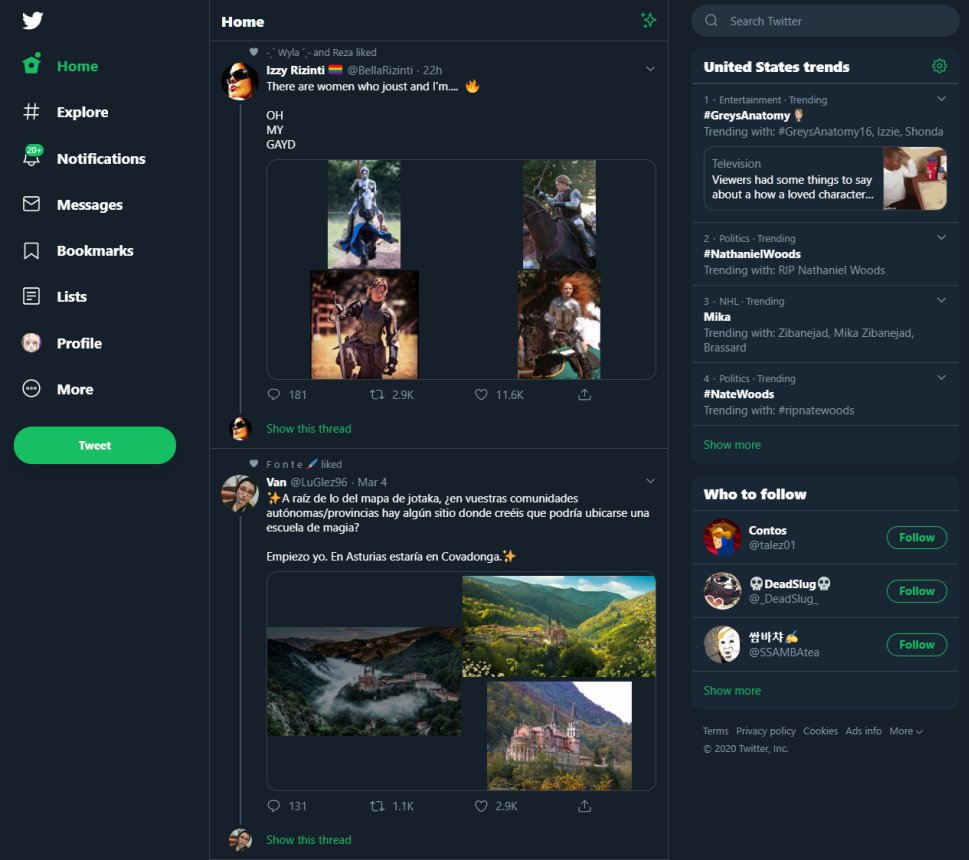 Home
Explore
20+
Notifications
Messages
Bookmarks
Lists
Profile
More
Tweet
Home
-ˎˊ Wyla ˊˎ- and Reza liked
Izzy Rizinti 🏳️‍🌈 @BellaRizinti · 22h
There are women who joust and I'm.... 🔥
OH
MY
GAYD
181 2.9K 11.6K
Show this thread
F o n t e 🖌️ liked
Van @LuGlez96 · Mar 4
✨A raíz de lo del mapa de jotaka, ¿en vuestras comunidades
autónomas/provincias hay algún sitio donde creéis que podría ubicarse una
escuela de magia?
Empiezo yo. En Asturias estaría en Covadonga.✨
131 1.1K 2.9K
Show this thread
Search Twitter
United States trends
1 · Entertainment · Trending
#GreysAnatomy
Trending with: #GreysAnatomy16, Izzie, Shonda
Television
Viewers had some things to say
about a how a loved character...
2 · Politics · Trending
#NathanielWoods
Trending with: RIP Nathaniel Woods
3 · NHL · Trending
Mika
Trending with: Zibanejad, Mika Zibanejad,
Brassard
4 · Politics · Trending
#NateWoods
Trending with: #ripnatewoods
Show more
Who to follow
Contos
@talez01
Follow
💀DeadSlug💀
@_DeadSlug_
Follow
쌈바챠✍
@SSAMBAtea
Follow
Show more
Terms Privacy policy Cookies Ads info More
© 2020 Twitter, Inc.